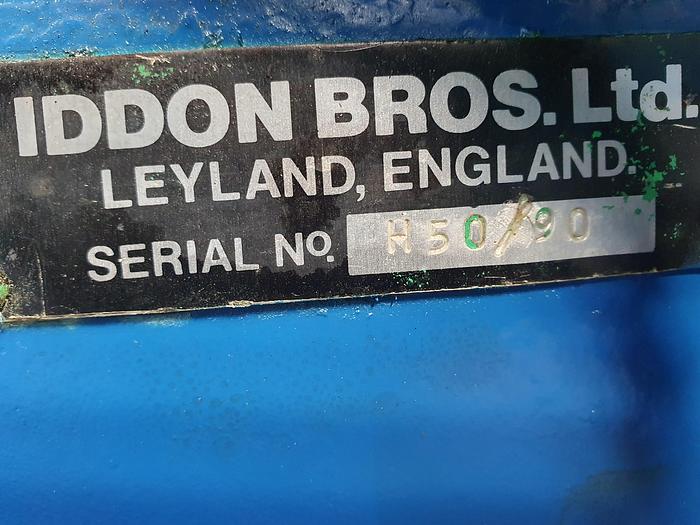 IDDON BROS. Ltd.
LEYLAND, ENGLAND.
SERIAL No. H50/90